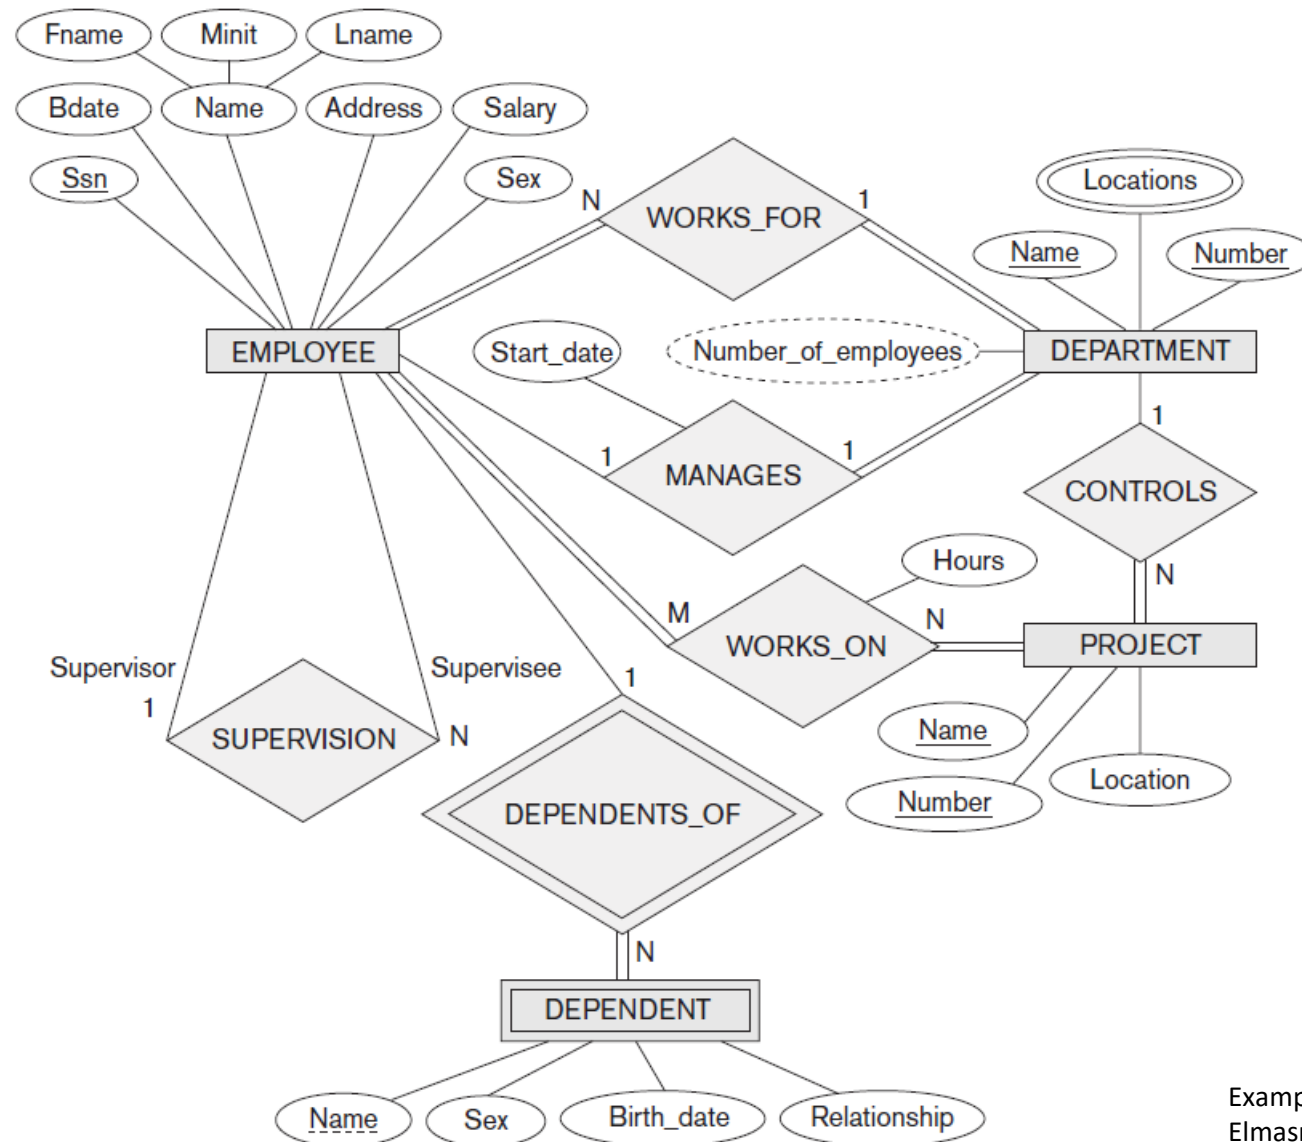 Fname Minit Lname
Bdate Name Address Salary
Ssn Sex
N WORKS_FOR 1
Locations
Name Number
EMPLOYEE Start_date Number_of_employees DEPARTMENT
1 MANAGES 1
1
CONTROLS
N
Hours
M WORKS_ON N
PROJECT
Name
Number
Location
Supervisor Supervisee
1 SUPERVISION N
1
DEPENDENTS_OF
N
DEPENDENT
Name Sex Birth_date Relationship